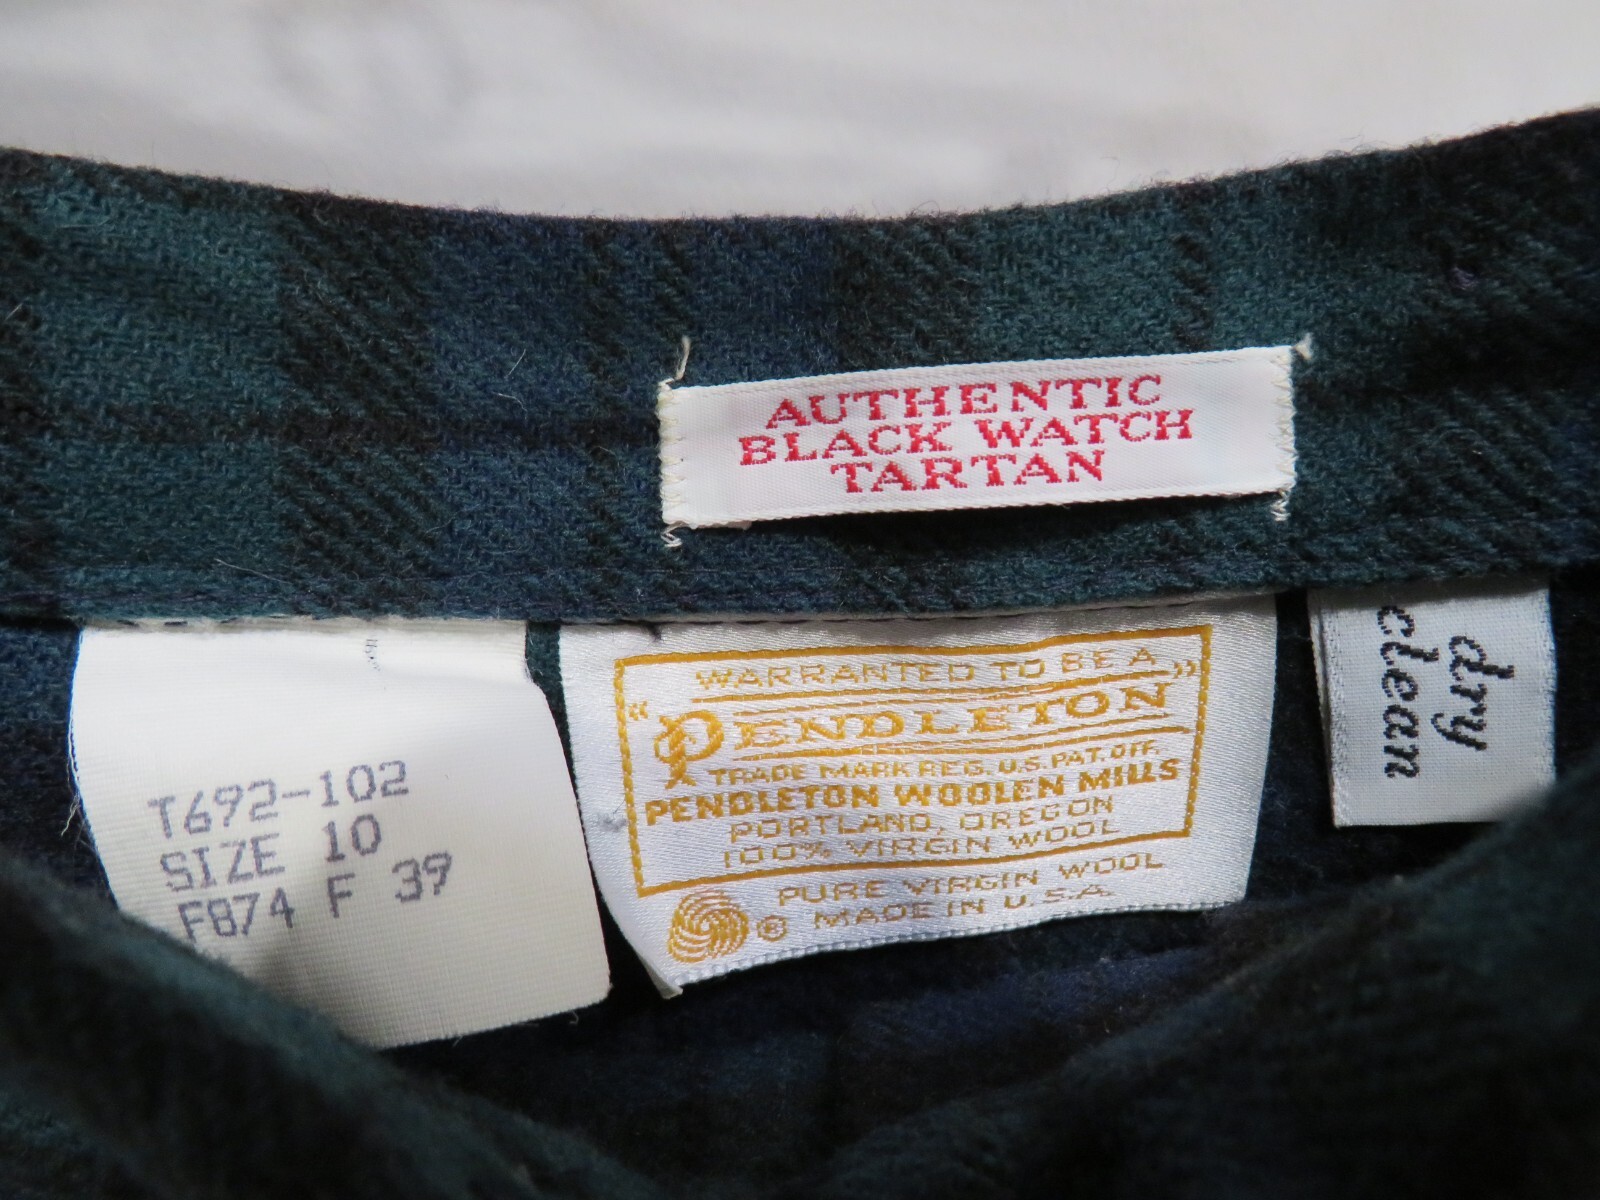 AUTHENTIC
BLACK WATCH
TARTAN
T692-102
SIZE 10
F874 F 39
WARRANTED TO BE A
"PENDLETON"
TRADE MARK REG. U.S. PAT. OFF.
PENDLETON WOOLEN MILLS
PORTLAND, OREGON
100% VIRGIN WOOL
PURE VIRGIN WOOL
® MADE IN U.S.A.
dry
clean